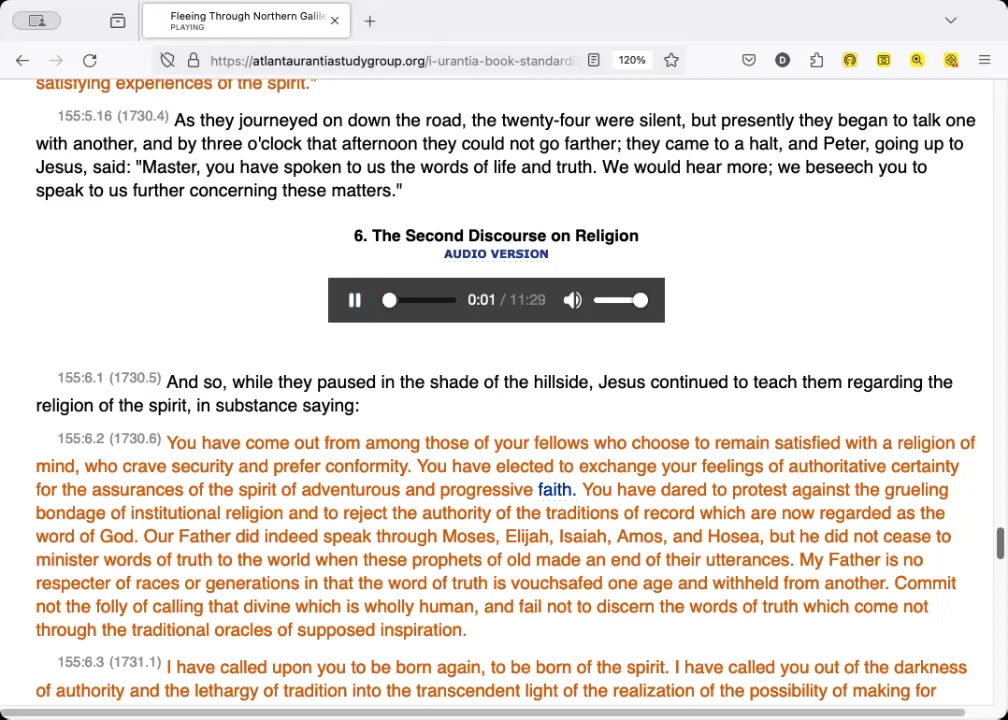 Fleeing Through Northern Galile
PLAYING
https://atlantaurantiastudygroup.org/i-urantia-book-standardi
120%
satisfying experiences of the spirit."
155:5.16 (1730.4) As they journeyed on down the road, the twenty-four were silent, but presently they began to talk one
with another, and by three o'clock that afternoon they could not go farther; they came to a halt, and Peter, going up to
Jesus, said: "Master, you have spoken to us the words of life and truth. We would hear more; we beseech you to
speak to us further concerning these matters."
6. The Second Discourse on Religion
AUDIO VERSION
0:01 / 11:29
155:6.1 (1730.5) And so, while they paused in the shade of the hillside, Jesus continued to teach them regarding the
religion of the spirit, in substance saying:
155:6.2 (1730.6) You have come out from among those of your fellows who choose to remain satisfied with a religion of
mind, who crave security and prefer conformity. You have elected to exchange your feelings of authoritative certainty
for the assurances of the spirit of adventurous and progressive faith. You have dared to protest against the grueling
bondage of institutional religion and to reject the authority of the traditions of record which are now regarded as the
word of God. Our Father did indeed speak through Moses, Elijah, Isaiah, Amos, and Hosea, but he did not cease to
minister words of truth to the world when these prophets of old made an end of their utterances. My Father is no
respecter of races or generations in that the word of truth is vouchsafed one age and withheld from another. Commit
not the folly of calling that divine which is wholly human, and fail not to discern the words of truth which come not
through the traditional oracles of supposed inspiration.
155:6.3 (1731.1) I have called upon you to be born again, to be born of the spirit. I have called you out of the darkness
of authority and the lethargy of tradition into the transcendent light of the realization of the possibility of making for